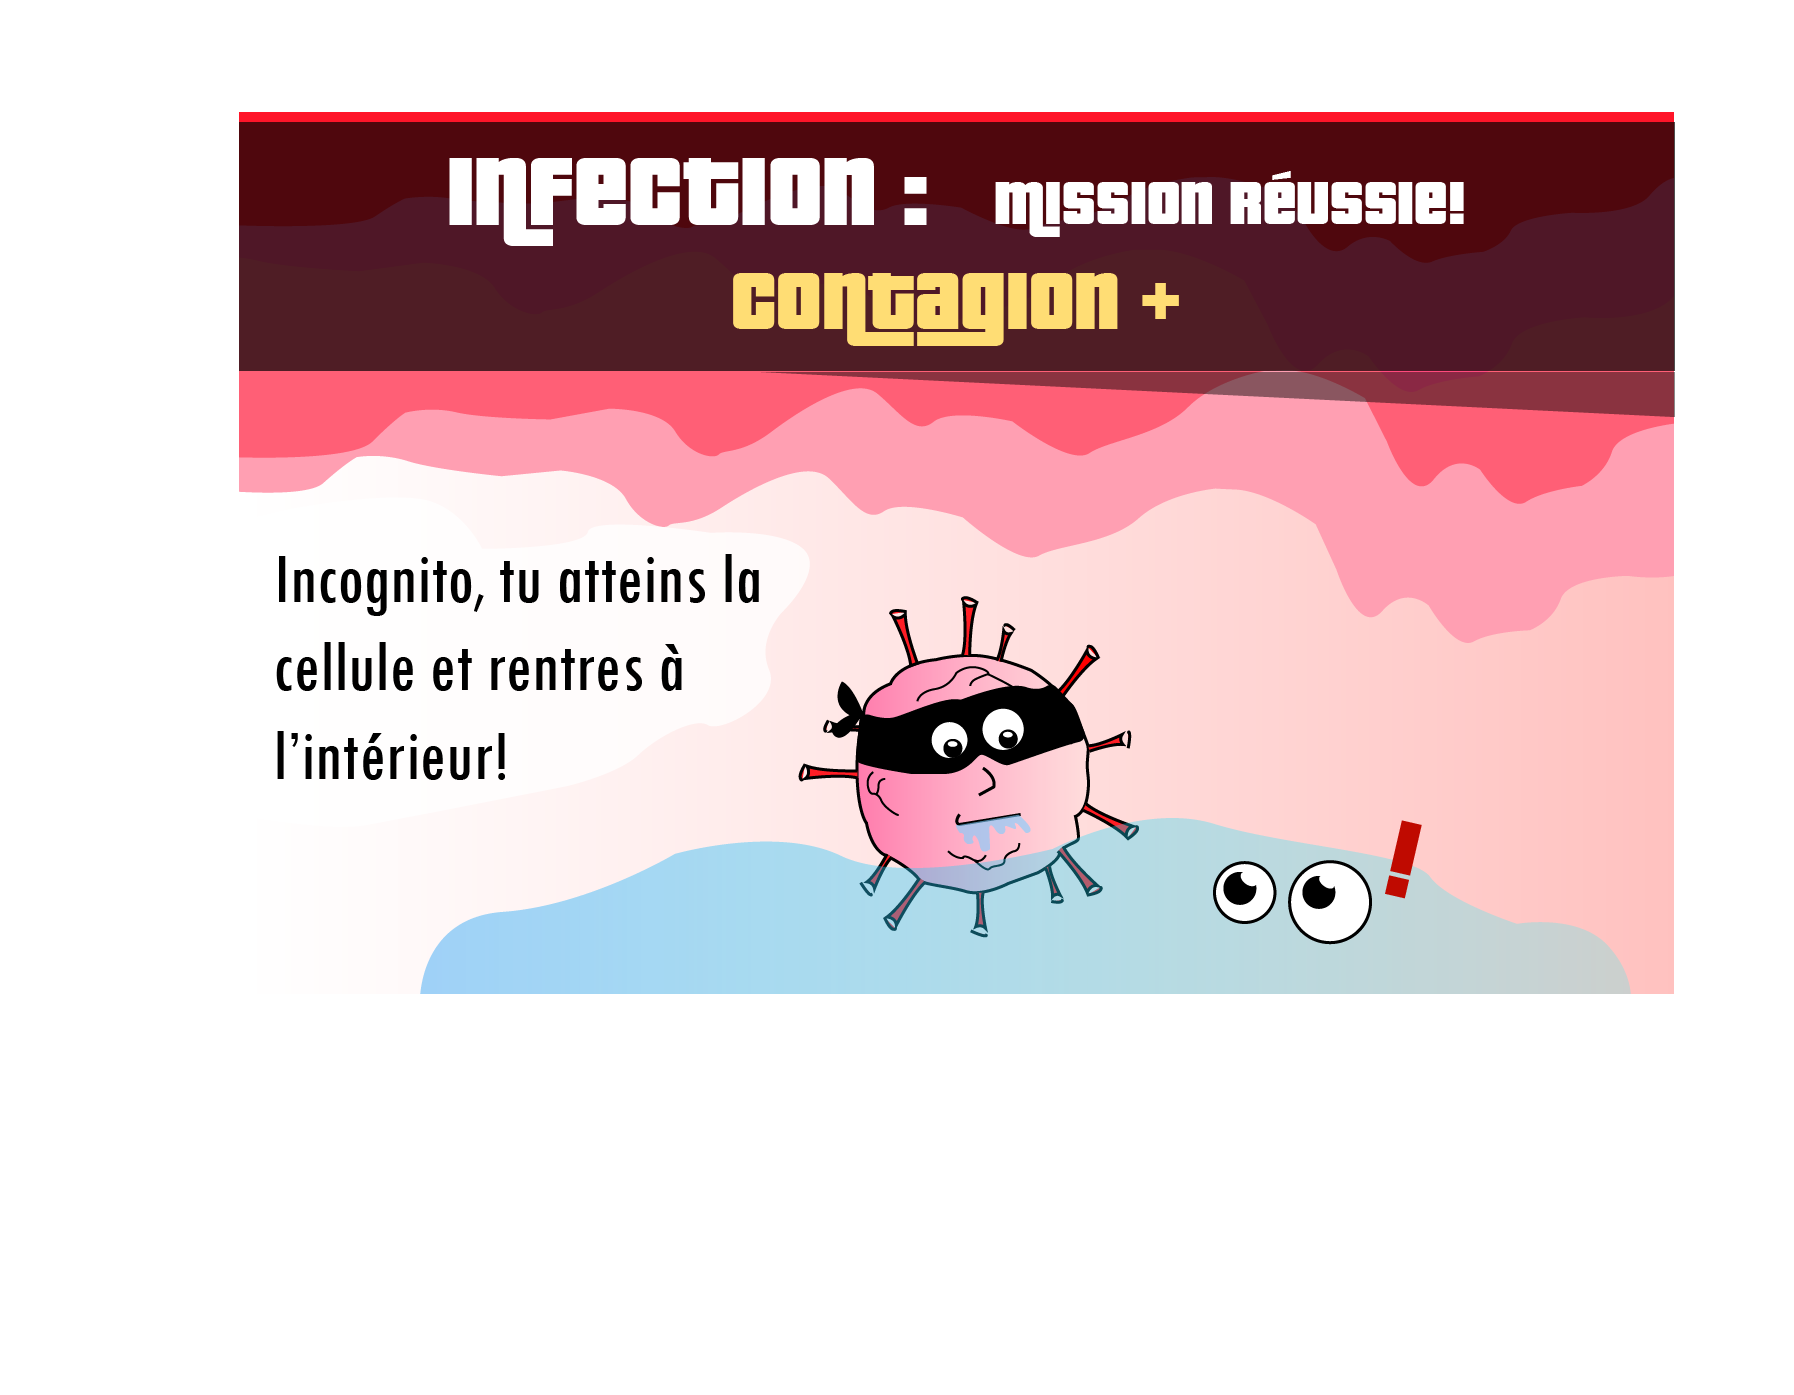 Infection : mission réussie!
Contagion +
Incognito, tu atteins la
cellule et rentres à
l’intérieur!
!